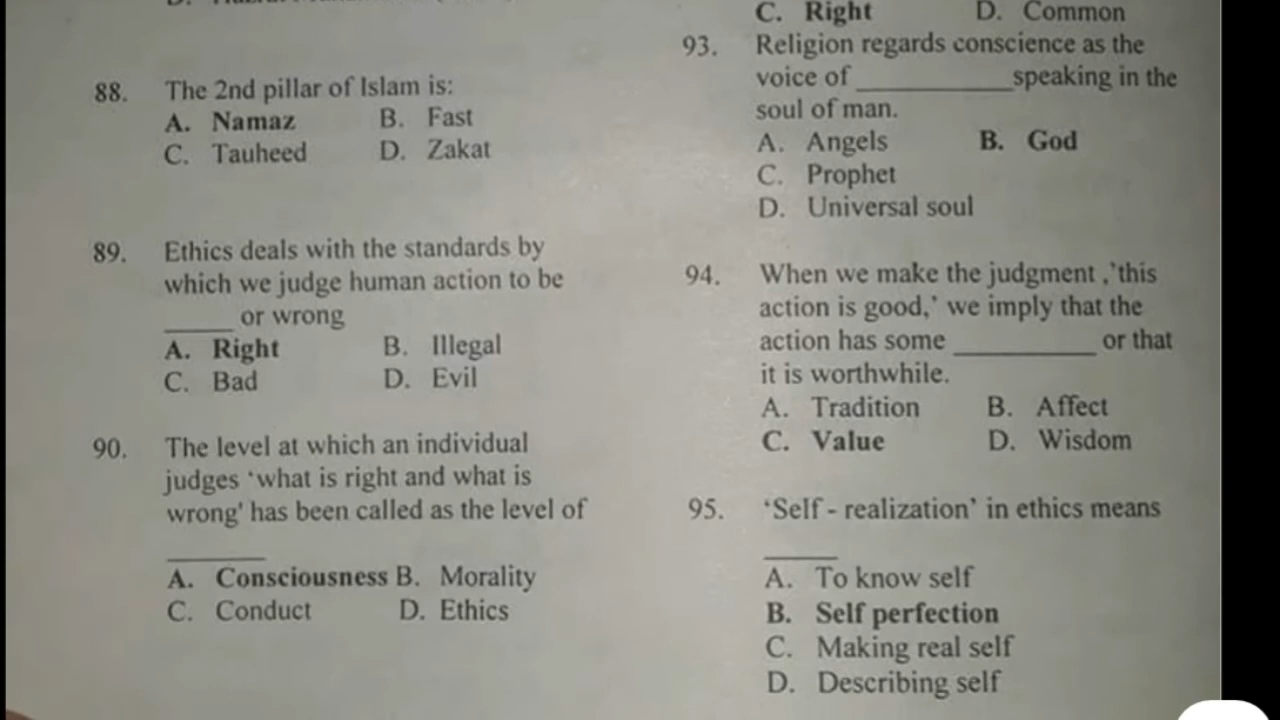 88. The 2nd pillar of Islam is:
A. Namaz B. Fast
C. Tauheed D. Zakat
89. Ethics deals with the standards by
which we judge human action to be
_____ or wrong
A. Right B. Illegal
C. Bad D. Evil
90. The level at which an individual
judges ‘what is right and what is
wrong' has been called as the level of
_______
A. Consciousness B. Morality
C. Conduct D. Ethics
C. Right D. Common
93. Religion regards conscience as the
voice of ___________speaking in the
soul of man.
A. Angels B. God
C. Prophet
D. Universal soul
94. When we make the judgment ,’this
action is good,’ we imply that the
action has some __________ or that
it is worthwhile.
A. Tradition B. Affect
C. Value D. Wisdom
95. ‘Self - realization’ in ethics means
_____
A. To know self
B. Self perfection
C. Making real self
D. Describing self